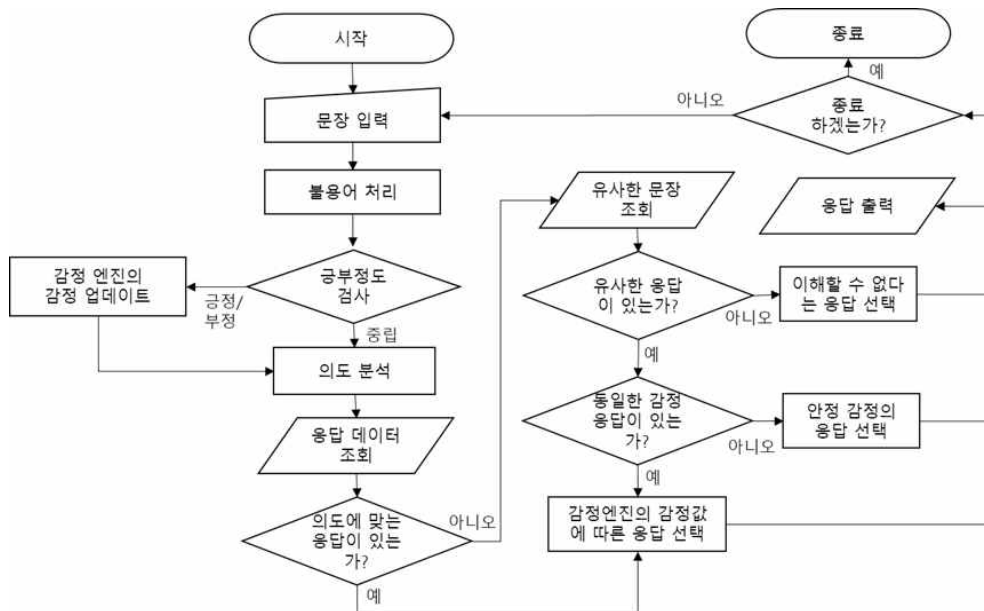 시작
문장 입력
불용어 처리
긍부정도
검사
긍정/
부정
감정 엔진의
감정 업데이트
중립
의도 분석
응답 데이터
조회
의도에 맞는
응답이 있는
가?
아니오
예
유사한 문장
조회
유사한 응답
이 있는가?
아니오
이해할 수 없다
는 응답 선택
예
동일한 감정
응답이 있는
가?
아니오
안정 감정의
응답 선택
예
감정엔진의 감정값
에 따른 응답 선택
응답 출력
종료
하겠는가?
아니오
예
종료